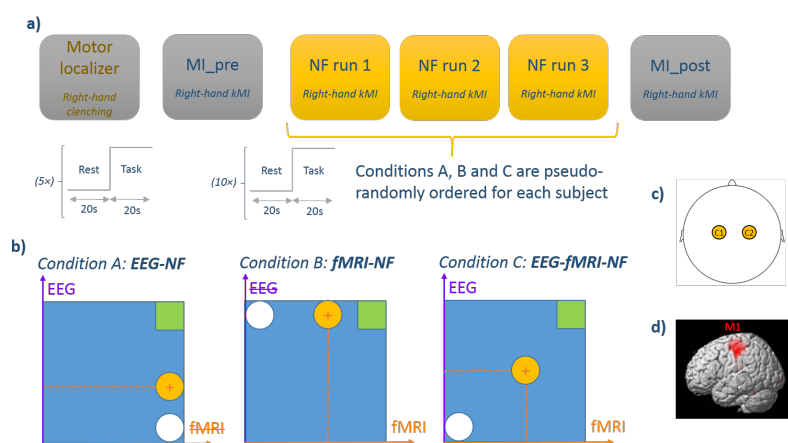 a)
Motor
localizer
Right-hand
clenching
MI_pre
Right-hand kMI
NF run 1
Right-hand kMI
NF run 2
Right-hand kMI
NF run 3
Right-hand kMI
MI_post
Right-hand kMI
(5×)
Rest
Task
20s
20s
(10×)
Rest
Task
20s
20s
Conditions A, B and C are pseudo-
randomly ordered for each subject
b)
Condition A: EEG-NF
EEG
+
fMRI
Condition B: fMRI-NF
EEG
+
fMRI
Condition C: EEG-fMRI-NF
EEG
+
fMRI
c)
C1
C2
d)
M1